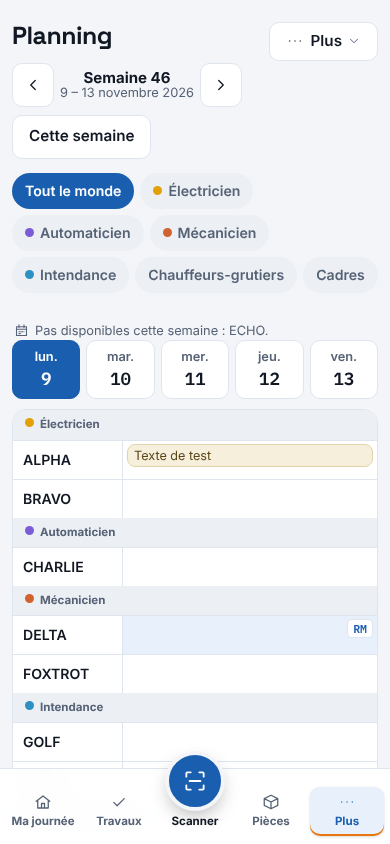 Planning
Plus
Semaine 46
9 – 13 novembre 2026
Cette semaine
Tout le monde
Électricien
Automaticien
Mécanicien
Intendance
Chauffeurs-grutiers
Cadres
Pas disponibles cette semaine : ECHO.
lun. mar. mer. jeu. ven.
9 10 11 12 13
Électricien
ALPHA Texte de test
BRAVO
Automaticien
CHARLIE
Mécanicien
DELTA RM
FOXTROT
Intendance
GOLF
Ma journée Travaux Scanner Pièces Plus